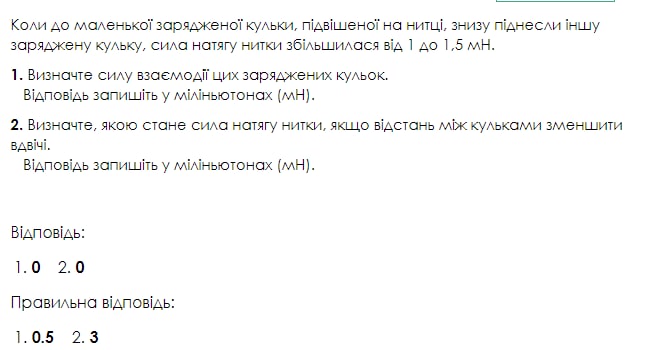 Коли до маленької зарядженої кульки, підвішеної на нитці, знизу піднесли іншу
заряджену кульку, сила натягу нитки збільшилася від 1 до 1,5 мН.
1. Визначте силу взаємодії цих заряджених кульок.
Відповідь запишіть у міліньютонах (мН).
2. Визначте, якою стане сила натягу нитки, якщо відстань між кульками зменшити
вдвічі.
Відповідь запишіть у міліньютонах (мН).
Відповідь:
1. 0 2. 0
Правильна відповідь:
1. 0.5 2. 3